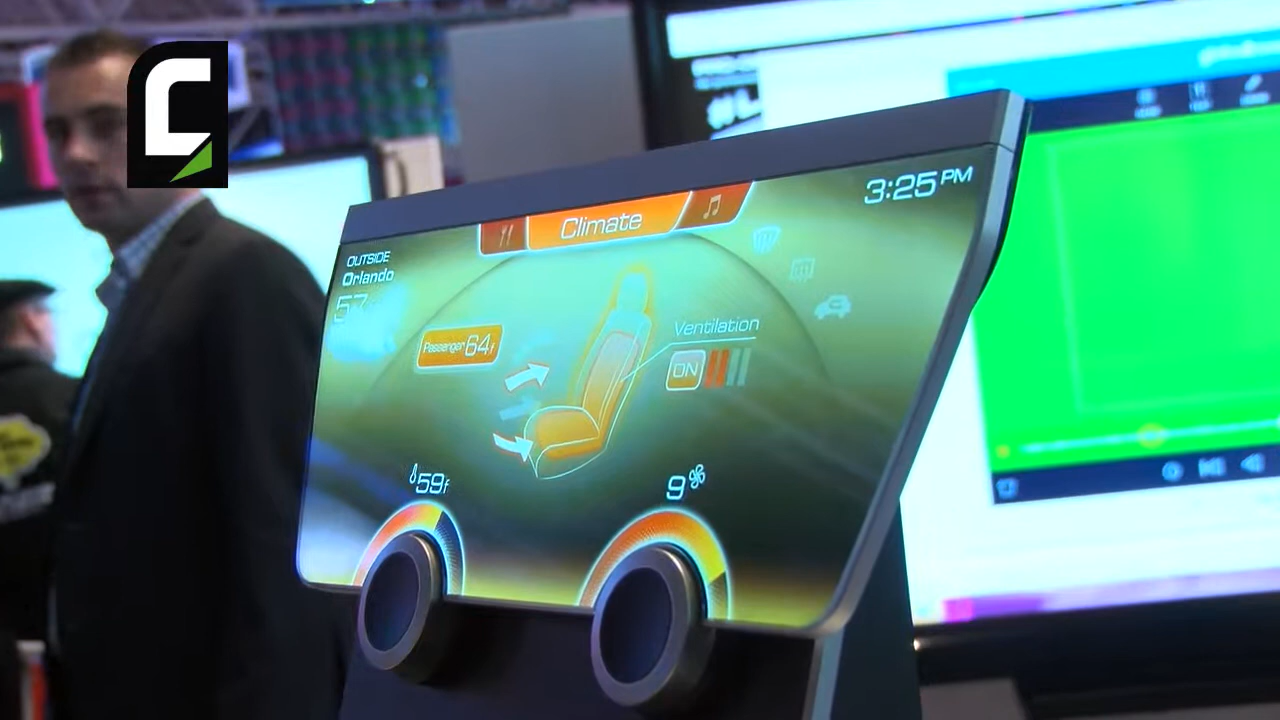 Climate
3:25 PM
OUTSIDE
Orlando
57
Passenger 64f
Ventilation
ON
59f
9